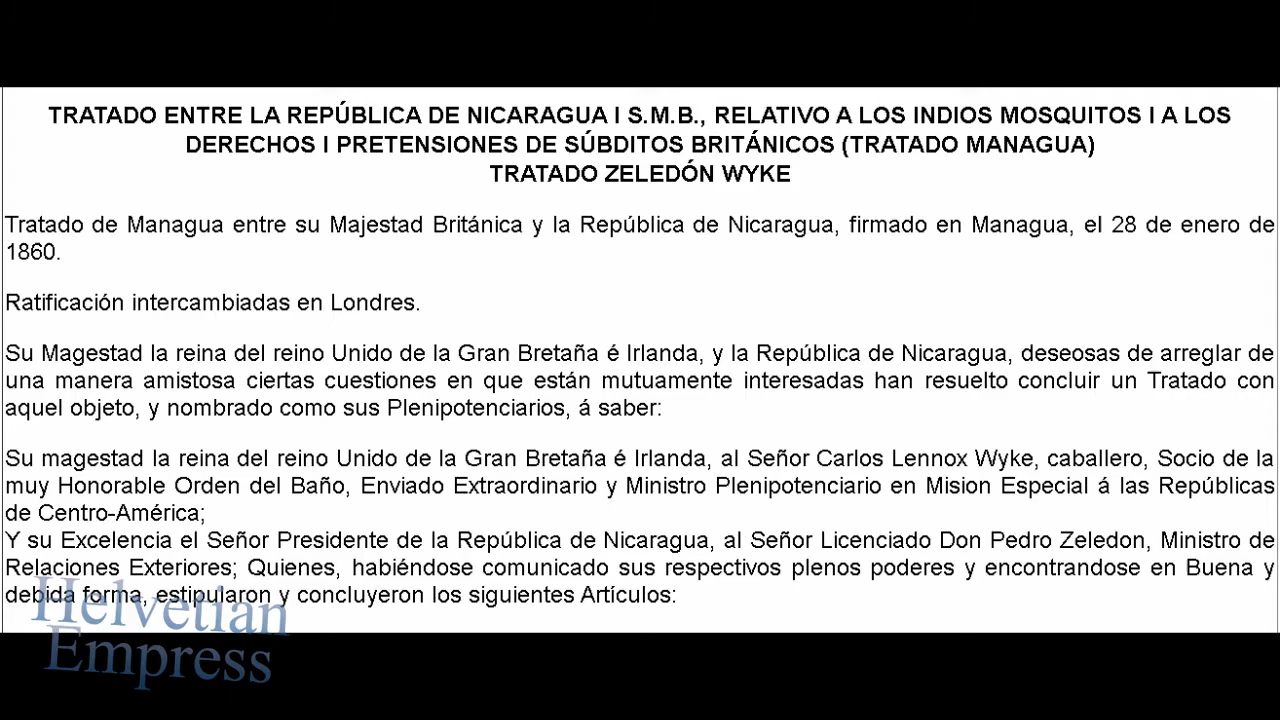 TRATADO ENTRE LA REPÚBLICA DE NICARAGUA I S.M.B., RELATIVO A LOS INDIOS MOSQUITOS I A LOS
DERECHOS I PRETENSIONES DE SÚBDITOS BRITÁNICOS (TRATADO MANAGUA)
TRATADO ZELEDÓN WYKE
Tratado de Managua entre su Majestad Británica y la República de Nicaragua, firmado en Managua, el 28 de enero de
1860.
Ratificación intercambiadas en Londres.
Su Magestad la reina del reino Unido de la Gran Bretaña é Irlanda, y la República de Nicaragua, deseosas de arreglar de
una manera amistosa ciertas cuestiones en que están mutuamente interesadas han resuelto concluir un Tratado con
aquel objeto, y nombrado como sus Plenipotenciarios, á saber:
Su magestad la reina del reino Unido de la Gran Bretaña é Irlanda, al Señor Carlos Lennox Wyke, caballero, Socio de la
muy Honorable Orden del Baño, Enviado Extraordinario y Ministro Plenipotenciario en Mision Especial á las Repúblicas
de Centro-América;
Y su Excelencia el Señor Presidente de la República de Nicaragua, al Señor Licenciado Don Pedro Zeledon, Ministro de
Relaciones Exteriores; Quienes, habiéndose comunicado sus respectivos plenos poderes y encontrandose en Buena y
debida forma, estipularon y concluyeron los siguientes Artículos:
Helvetian
Empress